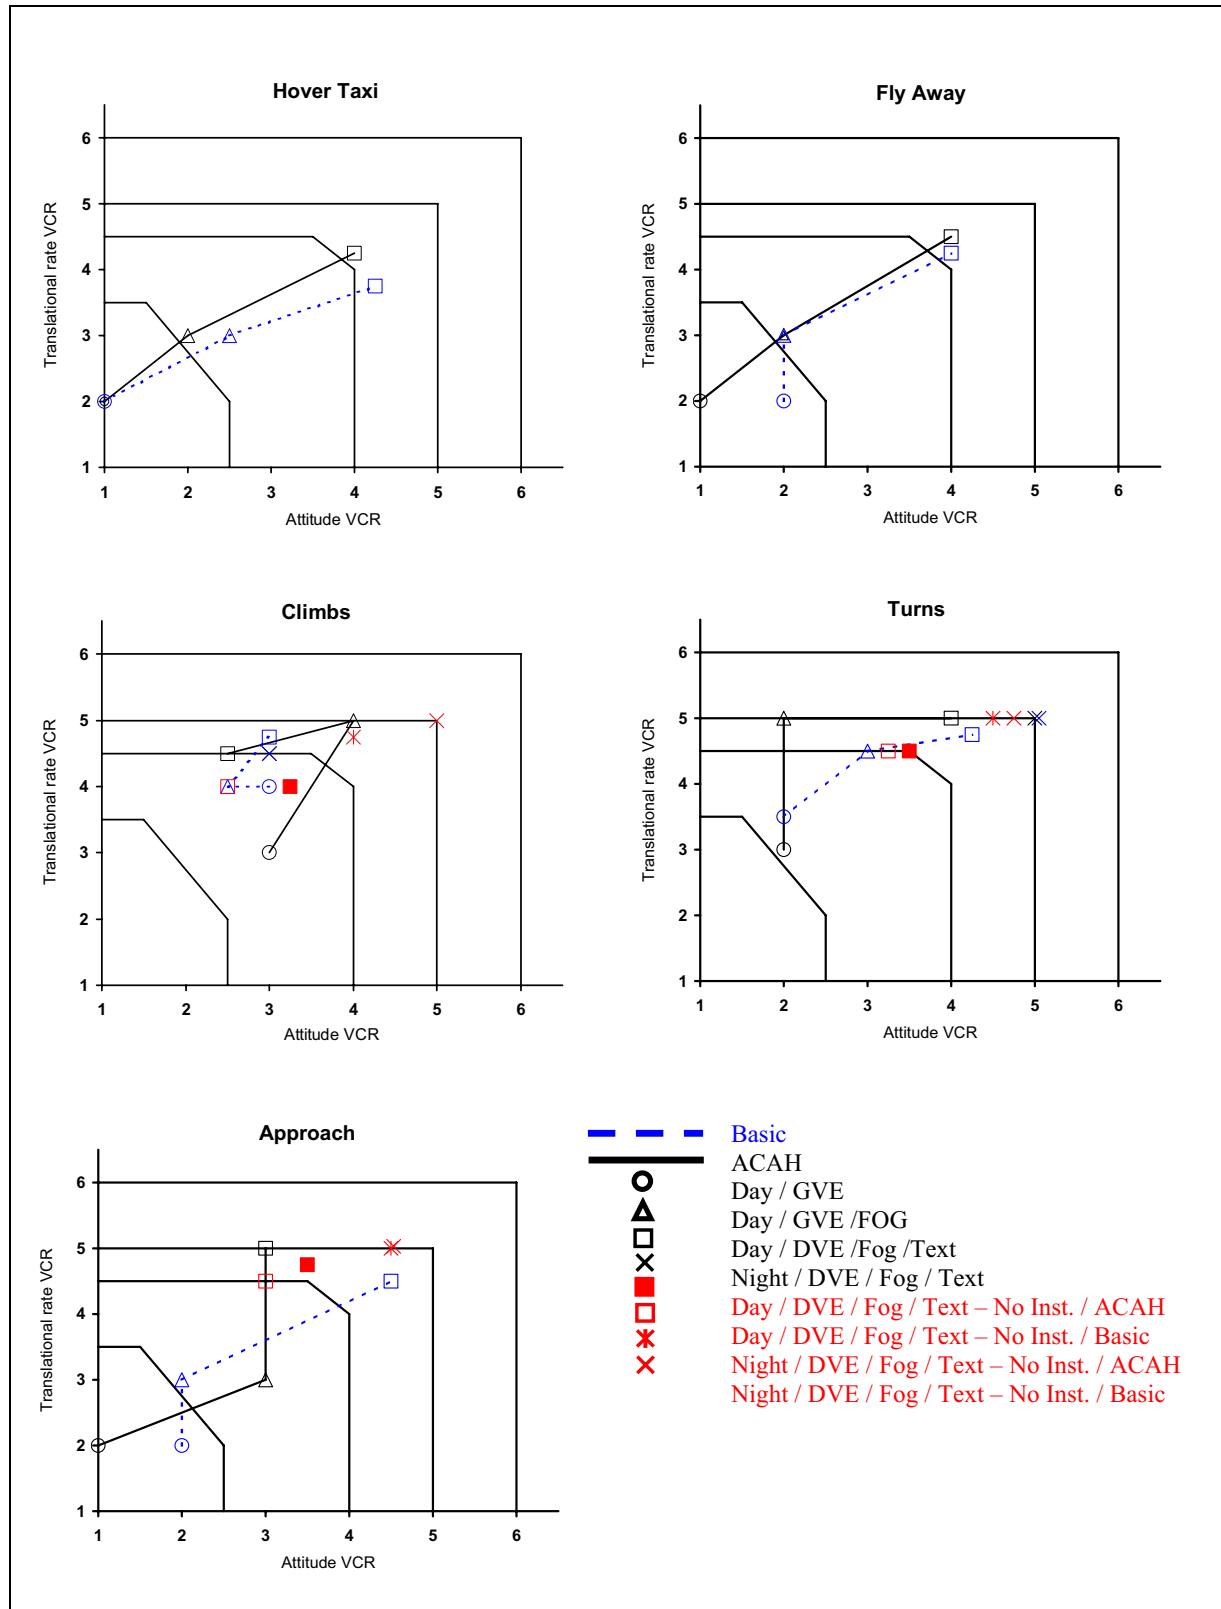 Hover Taxi
6
5
4
3
2
1
Translational rate VCR
1 2 3 4 5 6
Attitude VCR
Fly Away
6
5
4
3
2
1
Translational rate VCR
1 2 3 4 5 6
Attitude VCR
Climbs
6
5
4
3
2
1
Translational rate VCR
1 2 3 4 5 6
Attitude VCR
Turns
6
5
4
3
2
1
Translational rate VCR
1 2 3 4 5 6
Attitude VCR
Approach
6
5
4
3
2
1
Translational rate VCR
1 2 3 4 5 6
Attitude VCR
Basic
ACAH
Day / GVE
Day / GVE /FOG
Day / DVE /Fog /Text
Night / DVE / Fog / Text
Day / DVE / Fog / Text – No Inst. / ACAH
Day / DVE / Fog / Text – No Inst. / Basic
Night / DVE / Fog / Text – No Inst. / ACAH
Night / DVE / Fog / Text – No Inst. / Basic